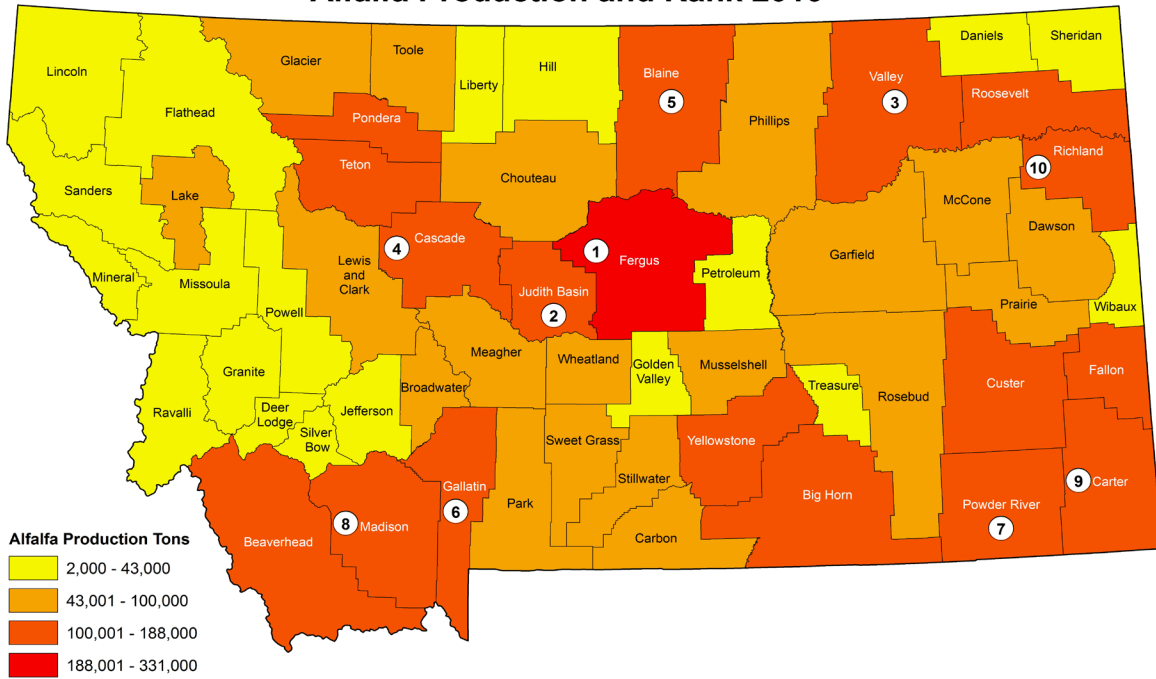 Alfalfa Production and Rank
Lincoln
Flathead
Glacier
Toole
Liberty
Hill
Blaine
5
Phillips
Valley
3
Daniels
Sheridan
Roosevelt
Pondera
Teton
Chouteau
Richland
10
Sanders
Lake
McCone
Dawson
Cascade
4
1
Fergus
Petroleum
Garfield
Mineral
Missoula
Powell
Lewis
and
Clark
Judith Basin
2
Prairie
Wibaux
Meagher
Wheatland
Golden
Valley
Musselshell
Treasure
Rosebud
Custer
Fallon
Ravalli
Granite
Deer
Lodge
Silver
Bow
Jefferson
Broadwater
Sweet Grass
Stillwater
Yellowstone
Big Horn
Powder River
7
9
Carter
Gallatin
6
Park
Carbon
Beaverhead
8
Madison
Alfalfa Production Tons
2,000 - 43,000
43,001 - 100,000
100,001 - 188,000
188,001 - 331,000